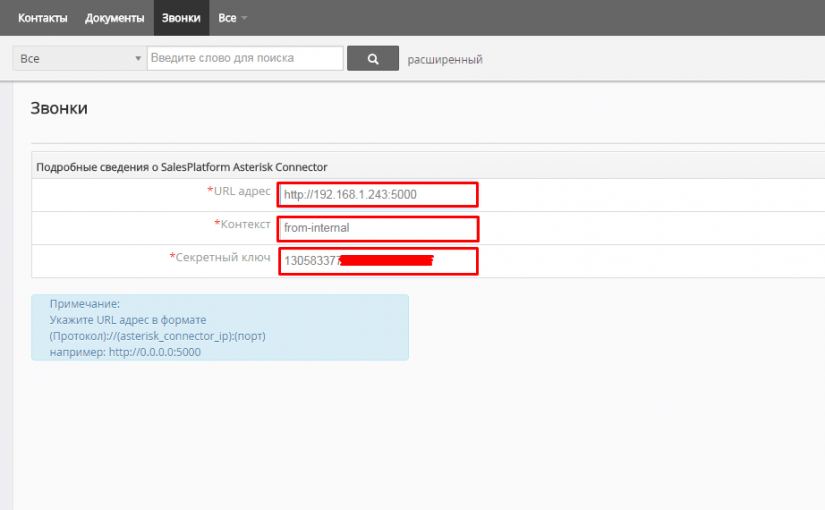 Контакты Документы Звонки Все
Все Введите слово для поиска расширенный
Звонки
Подробные сведения о SalesPlatform Asterisk Connector
*URL адрес http://192.168.1.243:5000
*Контекст from-internal
*Секретный ключ 13058337
Примечание:
Укажите URL адрес в формате
(Протокол)://(asterisk_connector_ip):(порт)
например: http://0.0.0.0:5000